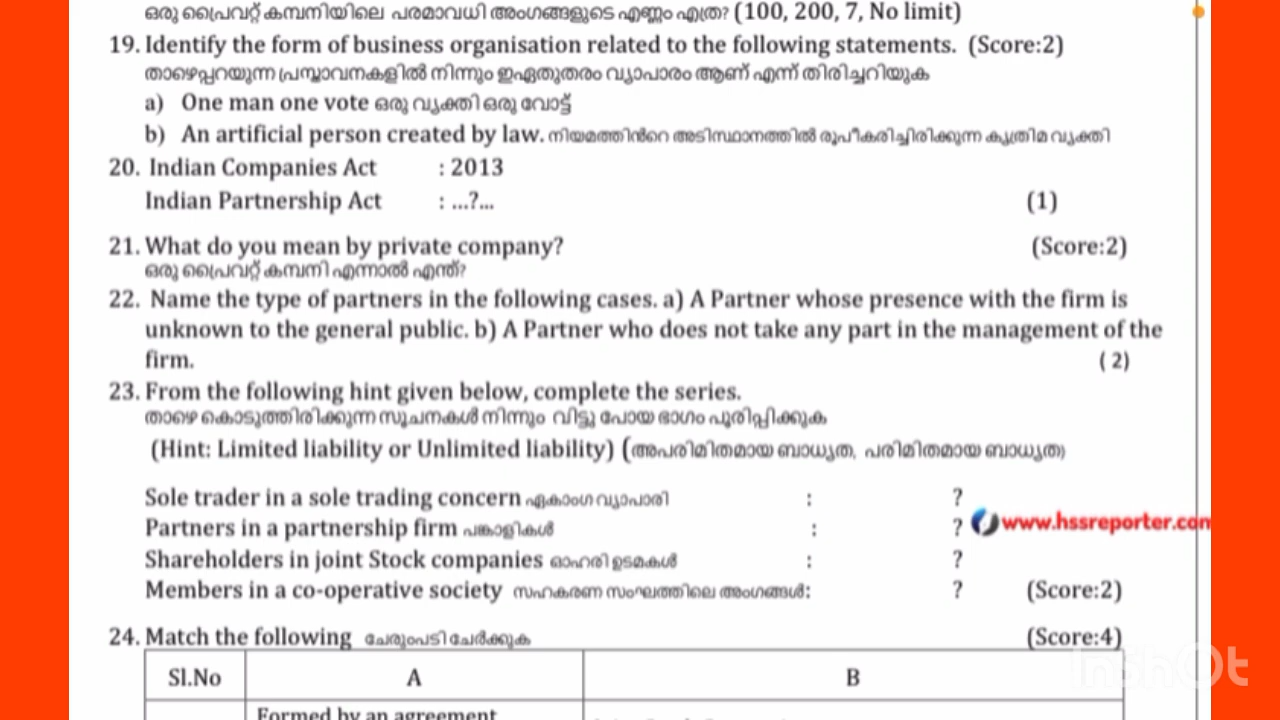 ഒരു പ്രൈവറ്റ് കമ്പനിയിലെ പരമാവധി അംഗങ്ങളുടെ എണ്ണം എത്ര? (100, 200, 7, No limit)
19. Identify the form of business organisation related to the following statements. (Score:2)
താഴെപ്പറയുന്ന പ്രസ്താവനകളിൽ നിന്നും ഇഏതുതരം വ്യാപാരം ആണ് എന്ന് തിരിച്ചറിയുക
a) One man one vote ഒരു വ്യക്തി ഒരു വോട്ട്
b) An artificial person created by law. നിയമത്തിൻറെ അടിസ്ഥാനത്തിൽ രൂപീകരിച്ചിരിക്കുന്ന കൃത്രിമ വ്യക്തി
20. Indian Companies Act : 2013
Indian Partnership Act : ...?... (1)
21. What do you mean by private company? (Score:2)
ഒരു പ്രൈവറ്റ് കമ്പനി എന്നാൽ എന്ത്?
22. Name the type of partners in the following cases. a) A Partner whose presence with the firm is
unknown to the general public. b) A Partner who does not take any part in the management of the
firm. ( 2)
23. From the following hint given below, complete the series.
താഴെ കൊടുത്തിരിക്കുന്ന സൂചനകൾ നിന്നും വിട്ടു പോയ ഭാഗം പൂരിപ്പിക്കുക
(Hint: Limited liability or Unlimited liability) (അപരിമിതമായ ബാധ്യത, പരിമിതമായ ബാധ്യത)
Sole trader in a sole trading concern ഏകാംഗ വ്യാപാരി : ?
Partners in a partnership firm പങ്കാളികൾ : ? www.hssreporter.com
Shareholders in joint Stock companies ഓഹരി ഉടമകൾ : ?
Members in a co-operative society സഹകരണ സംഘത്തിലെ അംഗങ്ങൾ: ? (Score:2)
24. Match the following ചേരുംപടി ചേർക്കുക (Score:4)
Sl.No A B
Formed by an agreement
InShOt